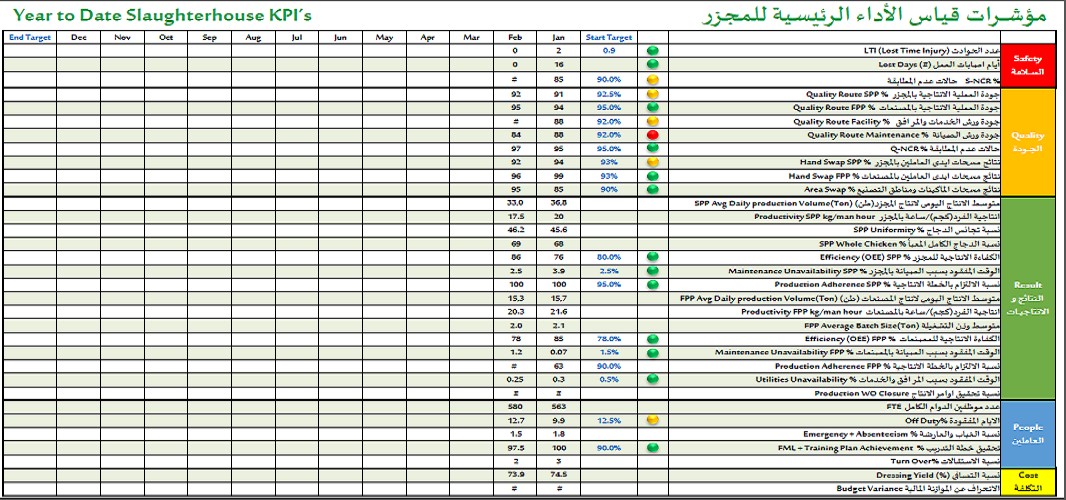 Year to Date Slaughterhouse KPI's مؤشرات قياس الأداء الرئيسية للمجزر
End Target Dec Nov Oct Sep Aug Jul Jun May Apr Mar Feb Jan Start Target
0 2 0.9 LTI (Lost Time Injury) عدد الحوادث
0 16 Lost Days (#) أيام اصابات العمل
# 85 90.0% S-NCR % حالات عدم المطابقة
Safety
السلامة
92 91 92.5% Quality Route SPP % جودة العملية الانتاجية بالمجزر
95 94 95.0% Quality Route FPP % جودة العملية الانتاجية بالمصنعات
# 88 92.0% Quality Route Facility % جودة ورش الخدمات والمرافق
84 88 92.0% Quality Route Maintenance % جودة ورش الصيانة
97 95 95.0% Q-NCR % حالات عدم المطابقة
92 94 93% Hand Swap SPP % نتائج مسحات ايدى العاملين بالمجزر
96 99 93% Hand Swap FPP % نتائج مسحات ايدى العاملين بالمصنعات
95 85 90% Area Swap % نتائج مسحات الماكينات ومناطق التصنيع
Quality
الجودة
33.0 36.8 SPP Avg Daily production Volume(Ton) متوسط الانتاج اليومى لانتاج المجزر(طن)
17.5 20 Productivity SPP kg/man hour انتاجية الفرد(كجم)/ساعة بالمجزر
46.2 45.6 SPP Uniformity % نسبة تجانس الدجاج
69 68 SPP Whole Chicken % نسبة الدجاج الكامل المعبأ
86 76 80.0% Efficiency (OEE) SPP % الكفاءة الانتاجية للمجزر
2.5 3.9 2.5% Maintenance Unavailability SPP % الوقت المفقود بسبب الصيانة بالمجزر
100 100 95.0% Production Adherence SPP % نسبة الالتزام بالخطة الانتاجية
15.3 15.7 FPP Avg Daily production Volume(Ton) متوسط الانتاج اليومى لانتاج المصنعات (طن)
20.3 21.6 Productivity FPP kg/man hour انتاجية الفرد(كجم)/ساعة بالمصنعات
2.0 2.1 FPP Average Batch Size(Ton) متوسط وزن التشغيلة
78 85 78.0% Efficiency (OEE) FPP % الكفاءة الانتاجية للمصنعات
1.2 0.07 1.5% Maintenance Unavailability FPP % الوقت المفقود بسبب الصيانة بالمصنعات
# 63 90.0% Production Adherence FPP % نسبة الالزام بالخطة الانتاجية
0.25 0.3 0.5% Utilities Unavailability % الوقت المفقود بسبب المرافق والخدمات
# # Production WO Closure نسبة تحقيق اوامر الانتاج
Result
النتائج و
الانتاجيات
580 563 FTE عدد موظفين الدوام الكامل
12.7 9.9 12.5% Off Duty% الايام المفقودة
1.5 1.8 Emergency + Absenteeism % نسبة الغياب والعارضة
97.5 100 90.0% FML + Training Plan Achievement % تحقيق خطة التدريب
2 3 Turn Over% نسبة الاستقالات
People
العاملين
73.9 74.5 Dressing Yield (%) نسبة التصافى
# # Budget Variance الانحراف عن الموازنة المالية
Cost
التكلفة